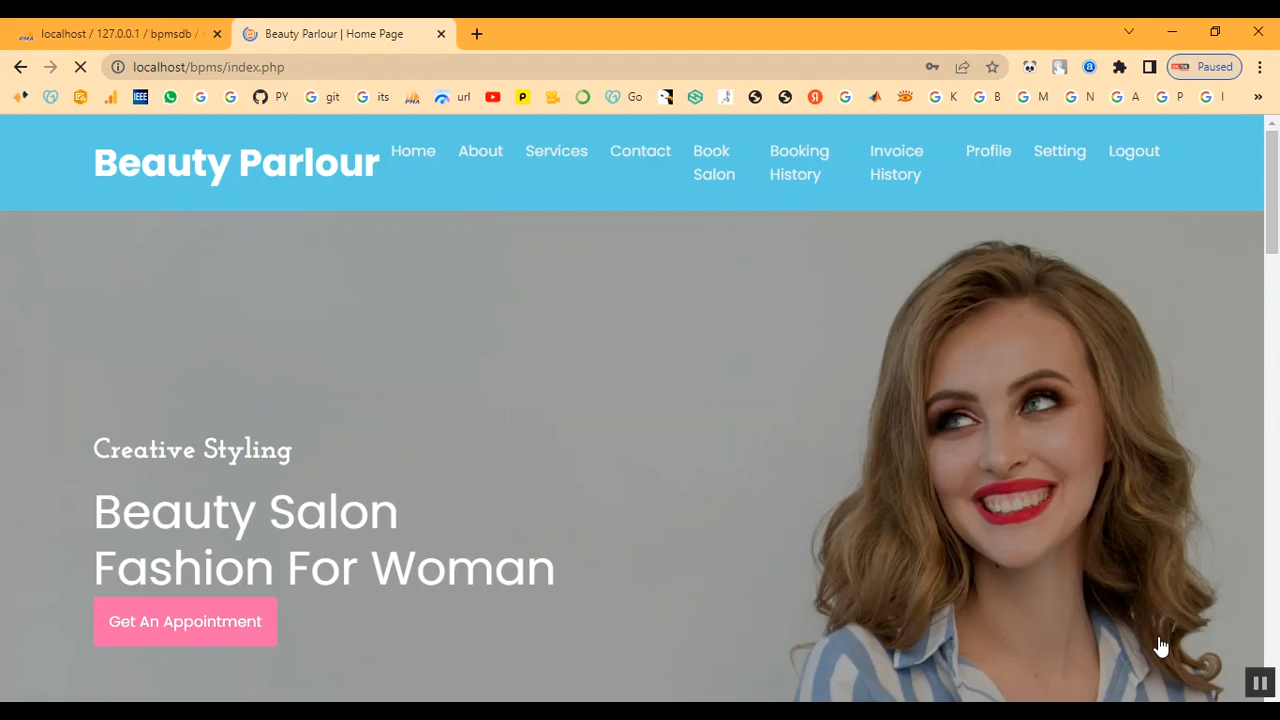 localhost / 127.0.0.1 / bpmsdb /
Beauty Parlour | Home Page
localhost/bpms/index.php
Paused
IEEE
PY
git
its
url
Go
K
B
M
N
A
P
I
Beauty Parlour
Home
About
Services
Contact
Book Salon
Booking History
Invoice History
Profile
Setting
Logout
Creative Styling
Beauty Salon
Fashion For Woman
Get An Appointment